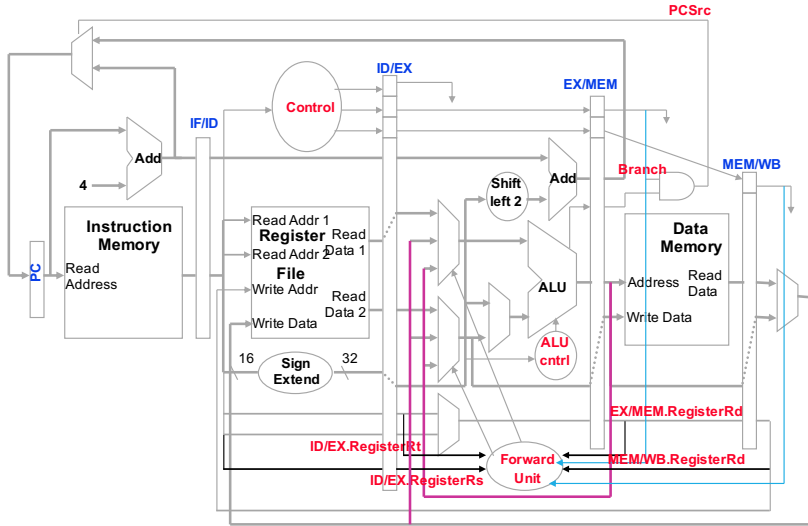 PCSrc
ID/EX
EX/MEM
Control
IF/ID
MEM/WB
Add
Branch
4
Shift
left 2
Add
Instruction
Memory
Read Addr 1
Register
Read
Data 1
Read Addr 2
File
Data
Memory
PC
Read
Address
Write Addr
ALU
Address
Read
Data
Read
Data 2
Write Data
Write Data
16
Sign
Extend
32
ALU
cntrl
EX/MEM.RegisterRd
ID/EX.RegisterRt
Forward
Unit
MEM/WB.RegisterRd
ID/EX.RegisterRs